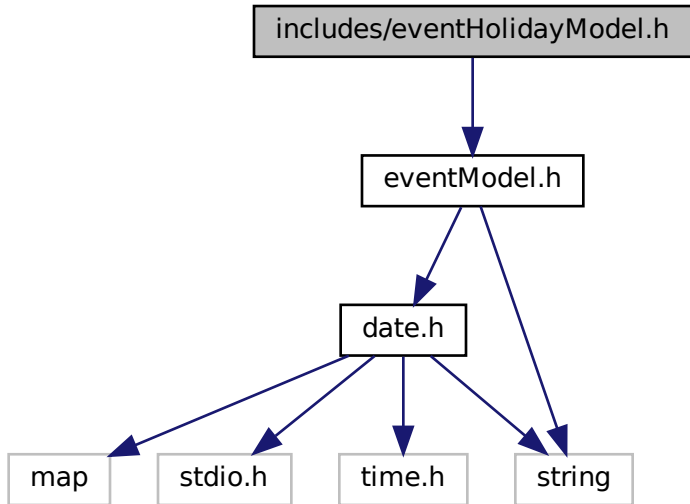 includes/eventHolidayModel.h
eventModel.h
date.h
map
stdio.h
time.h
string